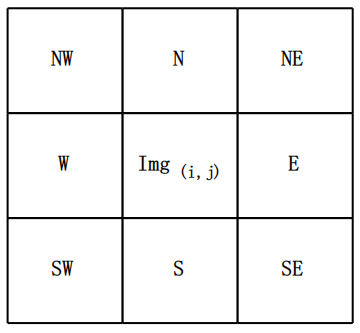 NW N NE
W Img (i,j) E
SW S SE